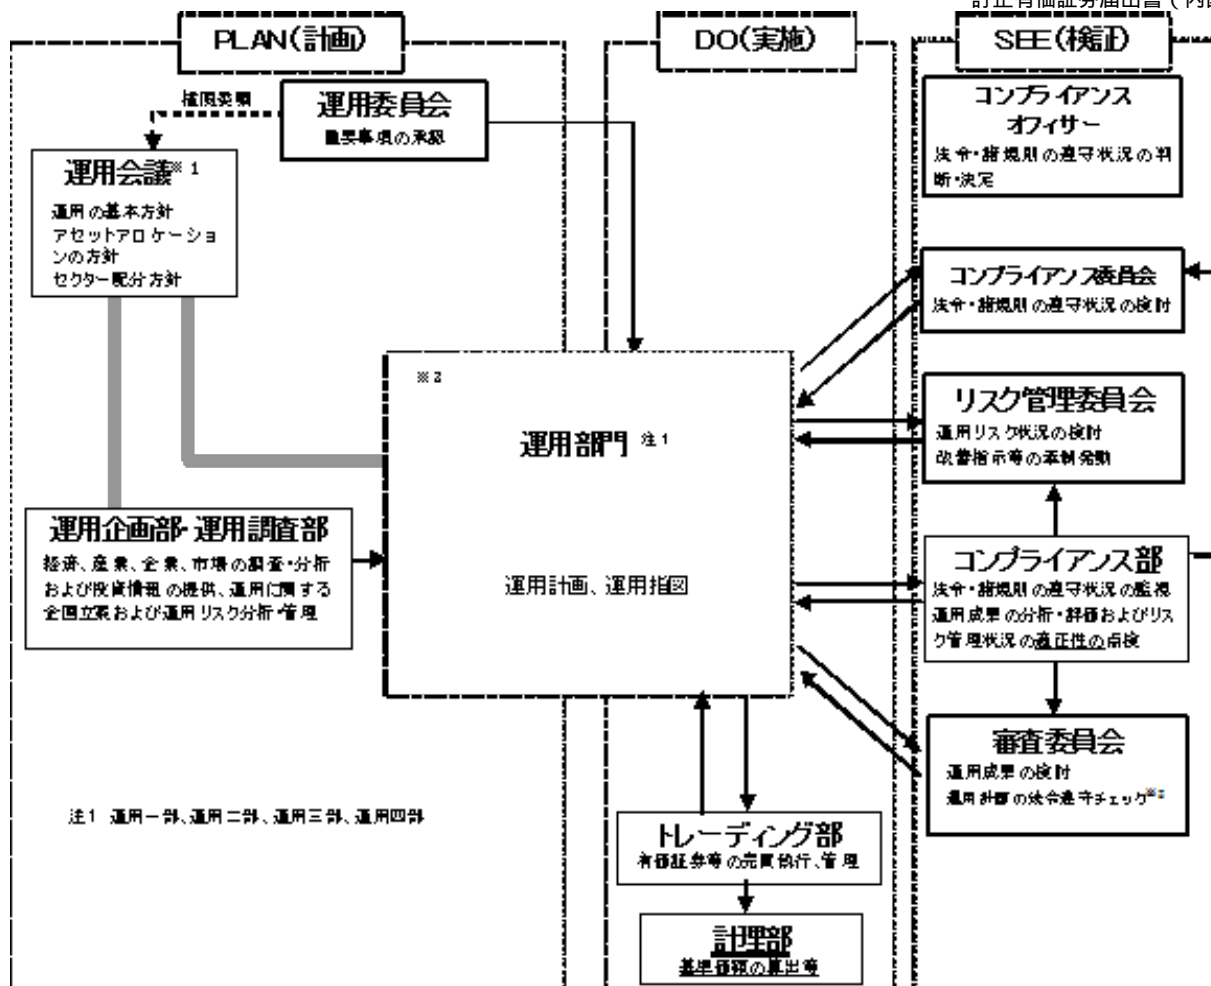 訂正有価証券届出書(内国
PLAN(計画)
DO(実施)
SEE(検証)
権限委譲
運用委員会
重要事項の承認
運用会議※1
運用の基本方針
アセットアロケーショ
ンの方針
セクター配分方針
コンプライアンス
オフィサー
法令・諸規則の遵守状況の判
断・決定
コンプライアンス委員会
法令・諸規則の遵守状況の検討
※2
運用部門 注1
運用計画、運用指図
リスク管理委員会
運用リスク状況の検討
改善指示等の牽制発動
運用企画部・運用調査部
経済、産業、企業、市場の調査・分析
および投資情報の提供、運用に関する
企画立案および運用リスク分析・管理
コンプライアンス部
法令・諸規則の遵守状況の監視
運用成果の分析・評価およびリス
ク管理状況の適正性の点検
審査委員会
運用成果の検討
運用計画の法令遵守チェック
注1 運用一部、運用二部、運用三部、運用四部
トレーディング部
有価証券等の売買執行、管理
計理部
基準価額の算出等